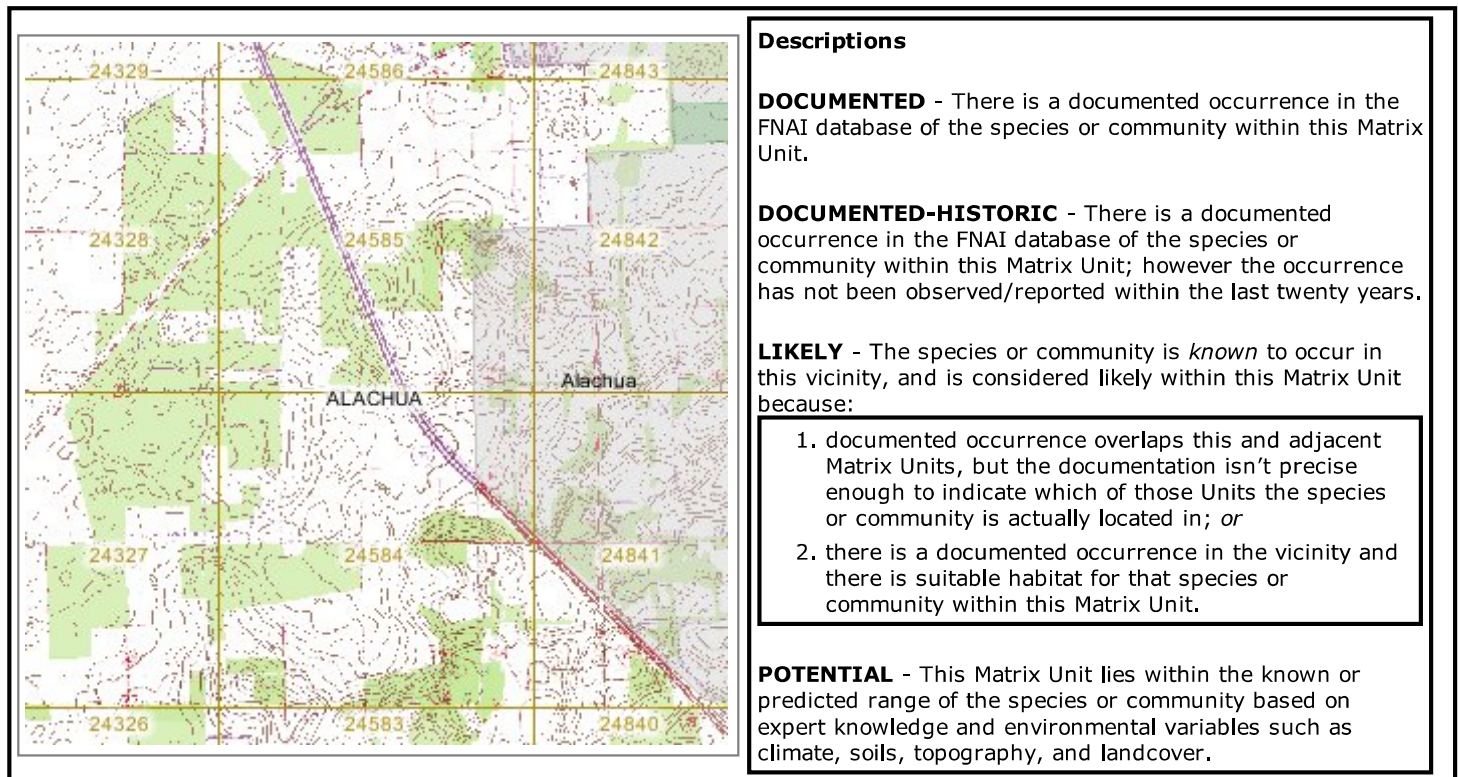 24329 24586 24843
24328 24585 24842
Alachua
ALACHUA
24327 24584 24841
24326 24583 24840
Descriptions
DOCUMENTED - There is a documented occurrence in the
FNAI database of the species or community within this Matrix
Unit.
DOCUMENTED-HISTORIC - There is a documented
occurrence in the FNAI database of the species or
community within this Matrix Unit; however the occurrence
has not been observed/reported within the last twenty years.
LIKELY - The species or community is known to occur in
this vicinity, and is considered likely within this Matrix Unit
because:
1. documented occurrence overlaps this and adjacent
Matrix Units, but the documentation isn't precise
enough to indicate which of those Units the species
or community is actually located in; or
2. there is a documented occurrence in the vicinity and
there is suitable habitat for that species or
community within this Matrix Unit.
POTENTIAL - This Matrix Unit lies within the known or
predicted range of the species or community based on
expert knowledge and environmental variables such as
climate, soils, topography, and landcover.